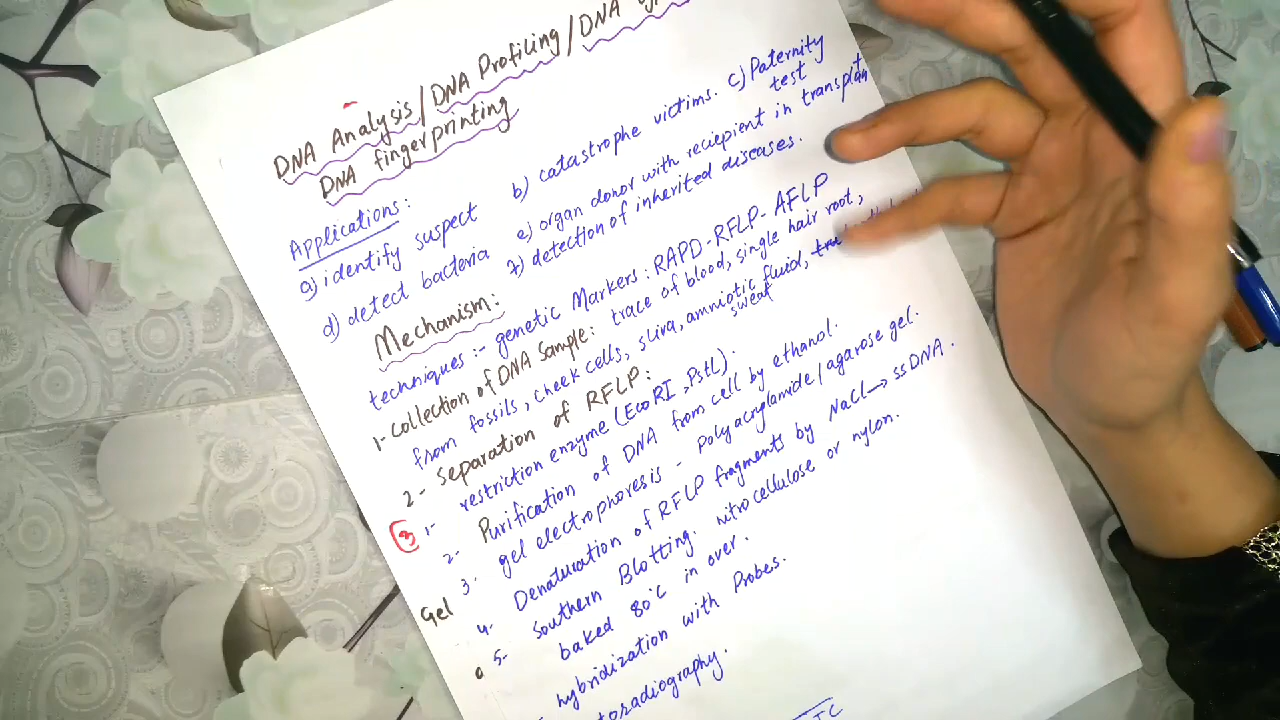 DNA Analysis/DNA Profiling/DNA
DNA fingerprinting
Applications:
a) identify suspect b) catastrophe victims. c) Paternity test
d) detect bacteria e) organ donor with reciepient in transplan
7) detection of inherited diseases.
Mechanism:
techniques :- genetic Markers: RAPD-RFLP-AFLP
1- collection of DNA Sample: trace of blood, single hair root,
from fossils, cheek cells, sliva, amniotic fluid,
sweat
2- separation of RFLP:
3
1- restriction enzyme (EcoRI, PstI).
2- Purification of DNA from cell by ethanol.
3- gel electrophoresis - polyacrylamide/agarose gel.
Gel
4- Denaturation of RFLP fragments by NaCl → ssDNA.
5- Southern Blotting. nitrocellulose or nylon.
baked 80°C in over.
hybridization with Probes.
toradiography.
TC